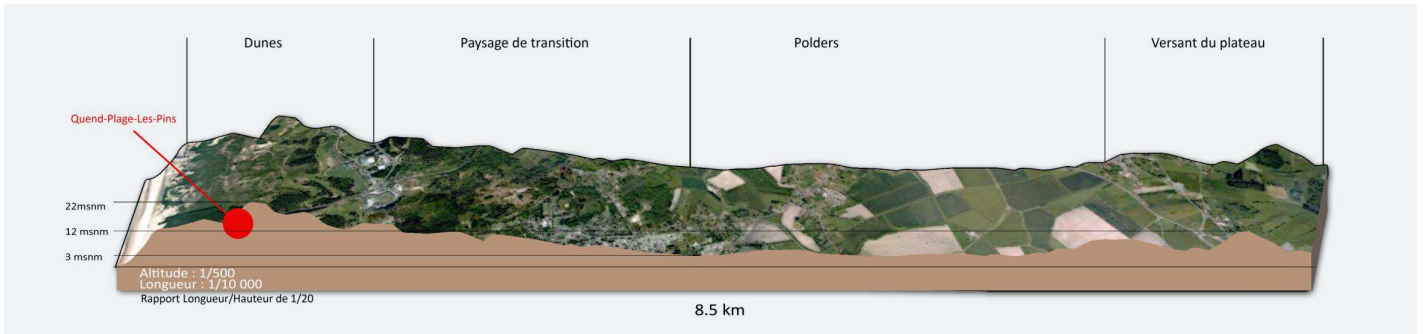 Dunes
Paysage de transition
Polders
Versant du plateau
Quend-Plage-Les-Pins
22msnm
12 msnm
3 msnm
Altitude : 1/500
Longueur : 1/10 000
Rapport Longueur/Hauteur de 1/20
8.5 km